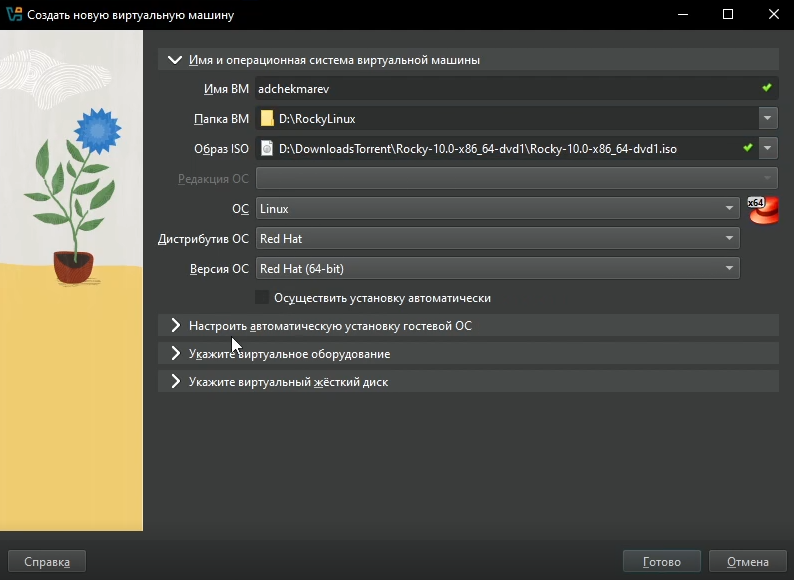 Создать новую виртуальную машину
Имя и операционная система виртуальной машины
Имя ВМ adchekmarev
Папка ВМ D:\RockyLinux
Образ ISO D:\DownloadsTorrent\Rocky-10.0-x86_64-dvd1\Rocky-10.0-x86_64-dvd1.iso
Редакция ОС
ОС Linux x64
Дистрибутив ОС Red Hat
Версия ОС Red Hat (64-bit)
Осуществить установку автоматически
Настроить автоматическую установку гостевой ОС
Укажите виртуальное оборудование
Укажите виртуальный жёсткий диск
Справка Готово Отмена